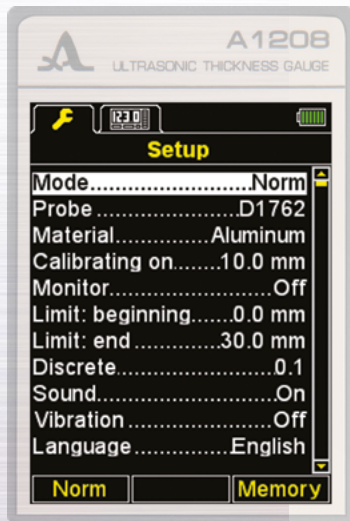 A1208
ULTRASONIC THICKNESS GAUGE
123.0
Setup
Mode..........................Norm
Probe.......................D1762
Material...............Aluminum
Calibrating on.......10.0 mm
Monitor...........................Off
Limit: beginning......0.0 mm
Limit: end..............30.0 mm
Discrete.........................0.1
Sound............................On
Vibration........................Off
Language................English
Norm Memory